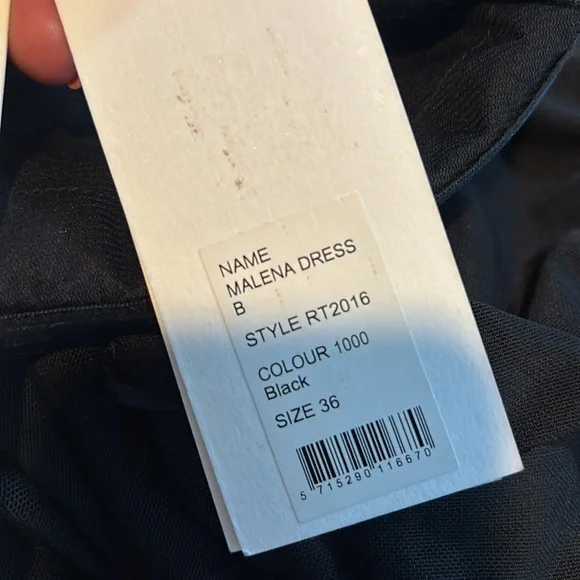 NAME
MALENA DRESS
B
STYLE RT2016
COLOUR 1000
Black
SIZE 36
5 715290 116670